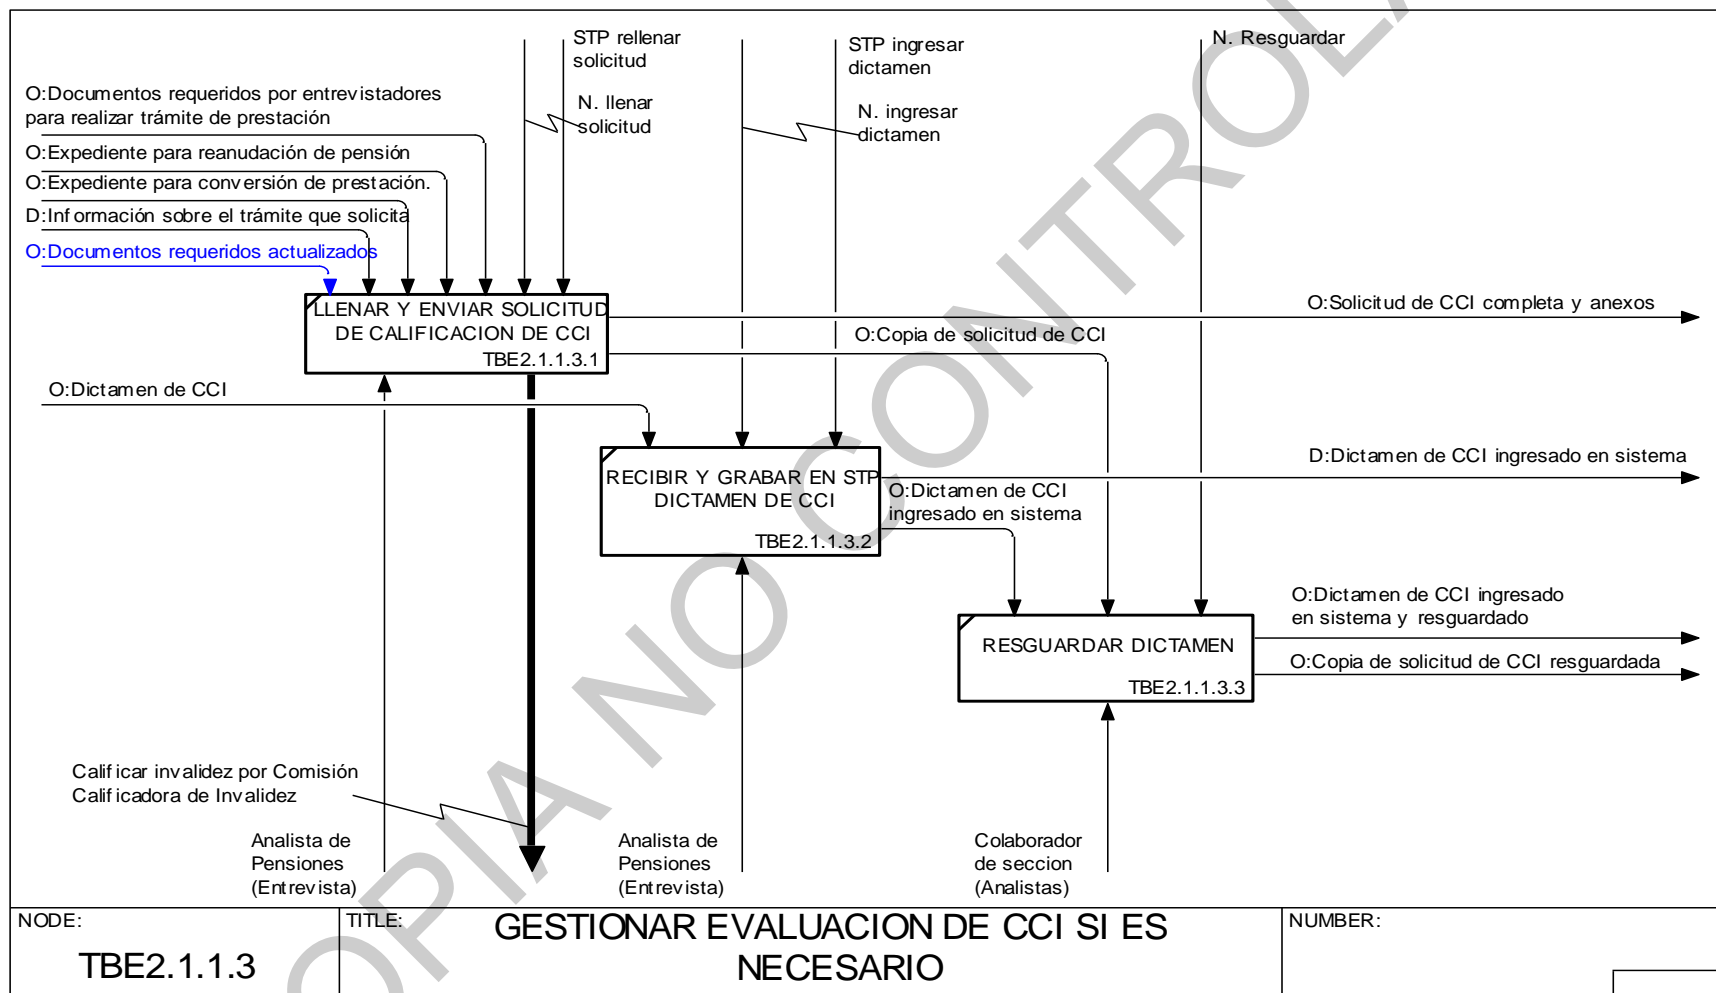 STP rellenar
solicitud
N. llenar
solicitud
STP ingresar
dictamen
N. ingresar
dictamen
N. Resguardar
O:Documentos requeridos por entrevistadores
para realizar trámite de prestación
O:Expediente para reanudación de pensión
O:Expediente para conversión de prestación.
D:Información sobre el trámite que solicita
O:Documentos requeridos actualizados
LLENAR Y ENVIAR SOLICITUD
DE CALIFICACION DE CCI
TBE2.1.1.3.1
O:Solicitud de CCI completa y anexos
O:Copia de solicitud de CCI
O:Dictamen de CCI
RECIBIR Y GRABAR EN STP
DICTAMEN DE CCI
TBE2.1.1.3.2
D:Dictamen de CCI ingresado en sistema
O:Dictamen de CCI
ingresado en sistema
RESGUARDAR DICTAMEN
TBE2.1.1.3.3
O:Dictamen de CCI ingresado
en sistema y resguardado
O:Copia de solicitud de CCI resguardada
Calificar invalidez por Comisión
Calificadora de Invalidez
Analista de
Pensiones
(Entrevista)
Analista de
Pensiones
(Entrevista)
Colaborador
de seccion
(Analistas)
NODE:
TBE2.1.1.3
TITLE:
GESTIONAR EVALUACION DE CCI SI ES
NECESARIO
NUMBER:
OPIA NO CONTROLA